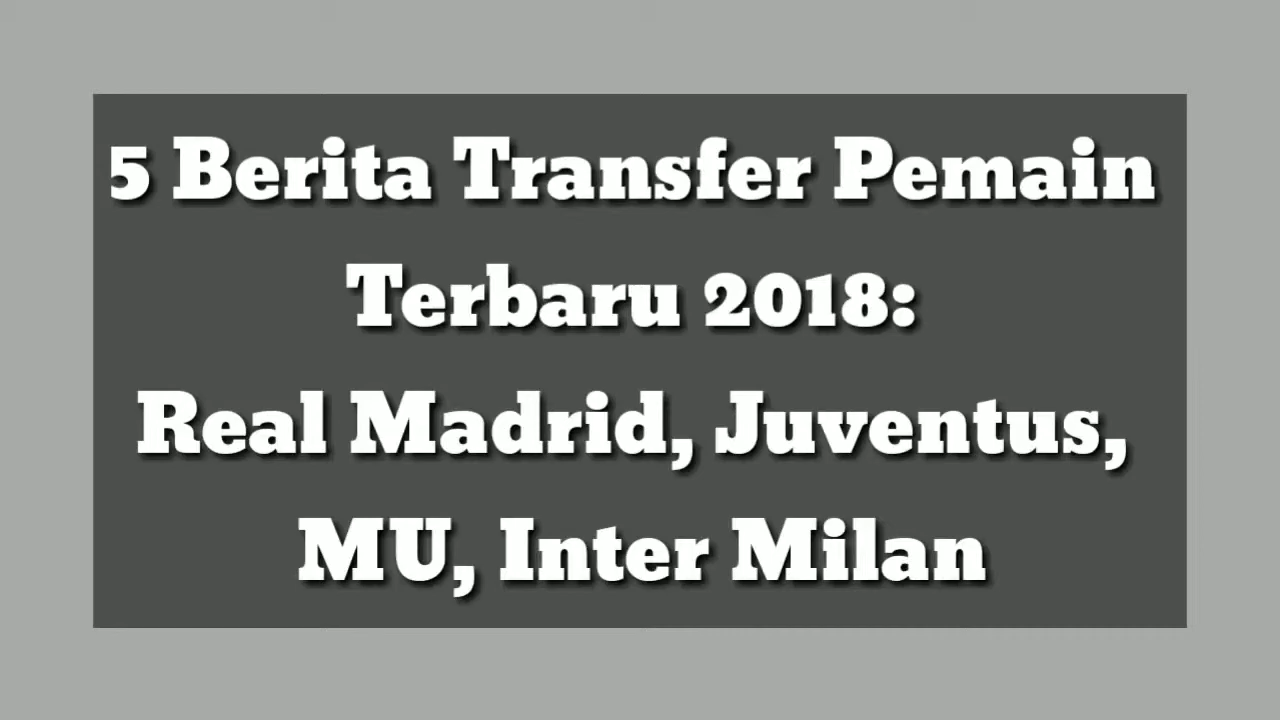 5 Berita Transfer Pemain
Terbaru 2018:
Real Madrid, Juventus,
MU, Inter Milan